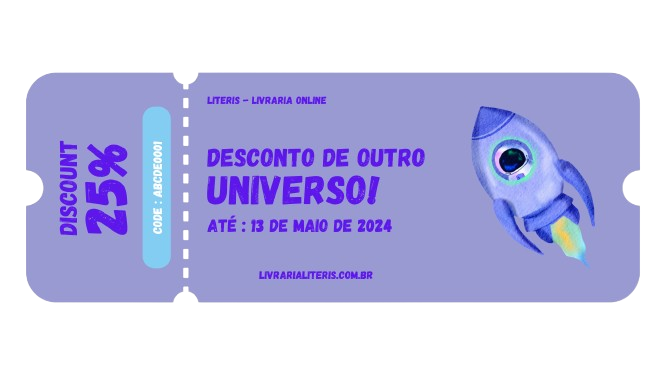 DISCOUNT
25%
CODE : ABCDE0001
LITERIS - LIVRARIA ONLINE
DESCONTO DE OUTRO
UNIVERSO!
ATÉ : 13 DE MAIO DE 2024
LIVRARIALITERIS.COM.BR